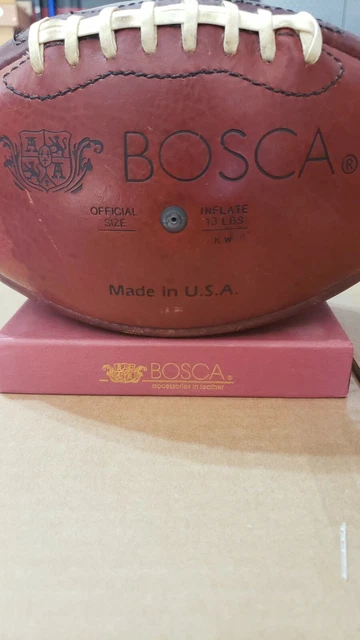 BOSCA®
OFFICIAL SIZE
INFLATE 13 LBS
K W
Made in U.S.A.
BOSCA®
accessories in leather